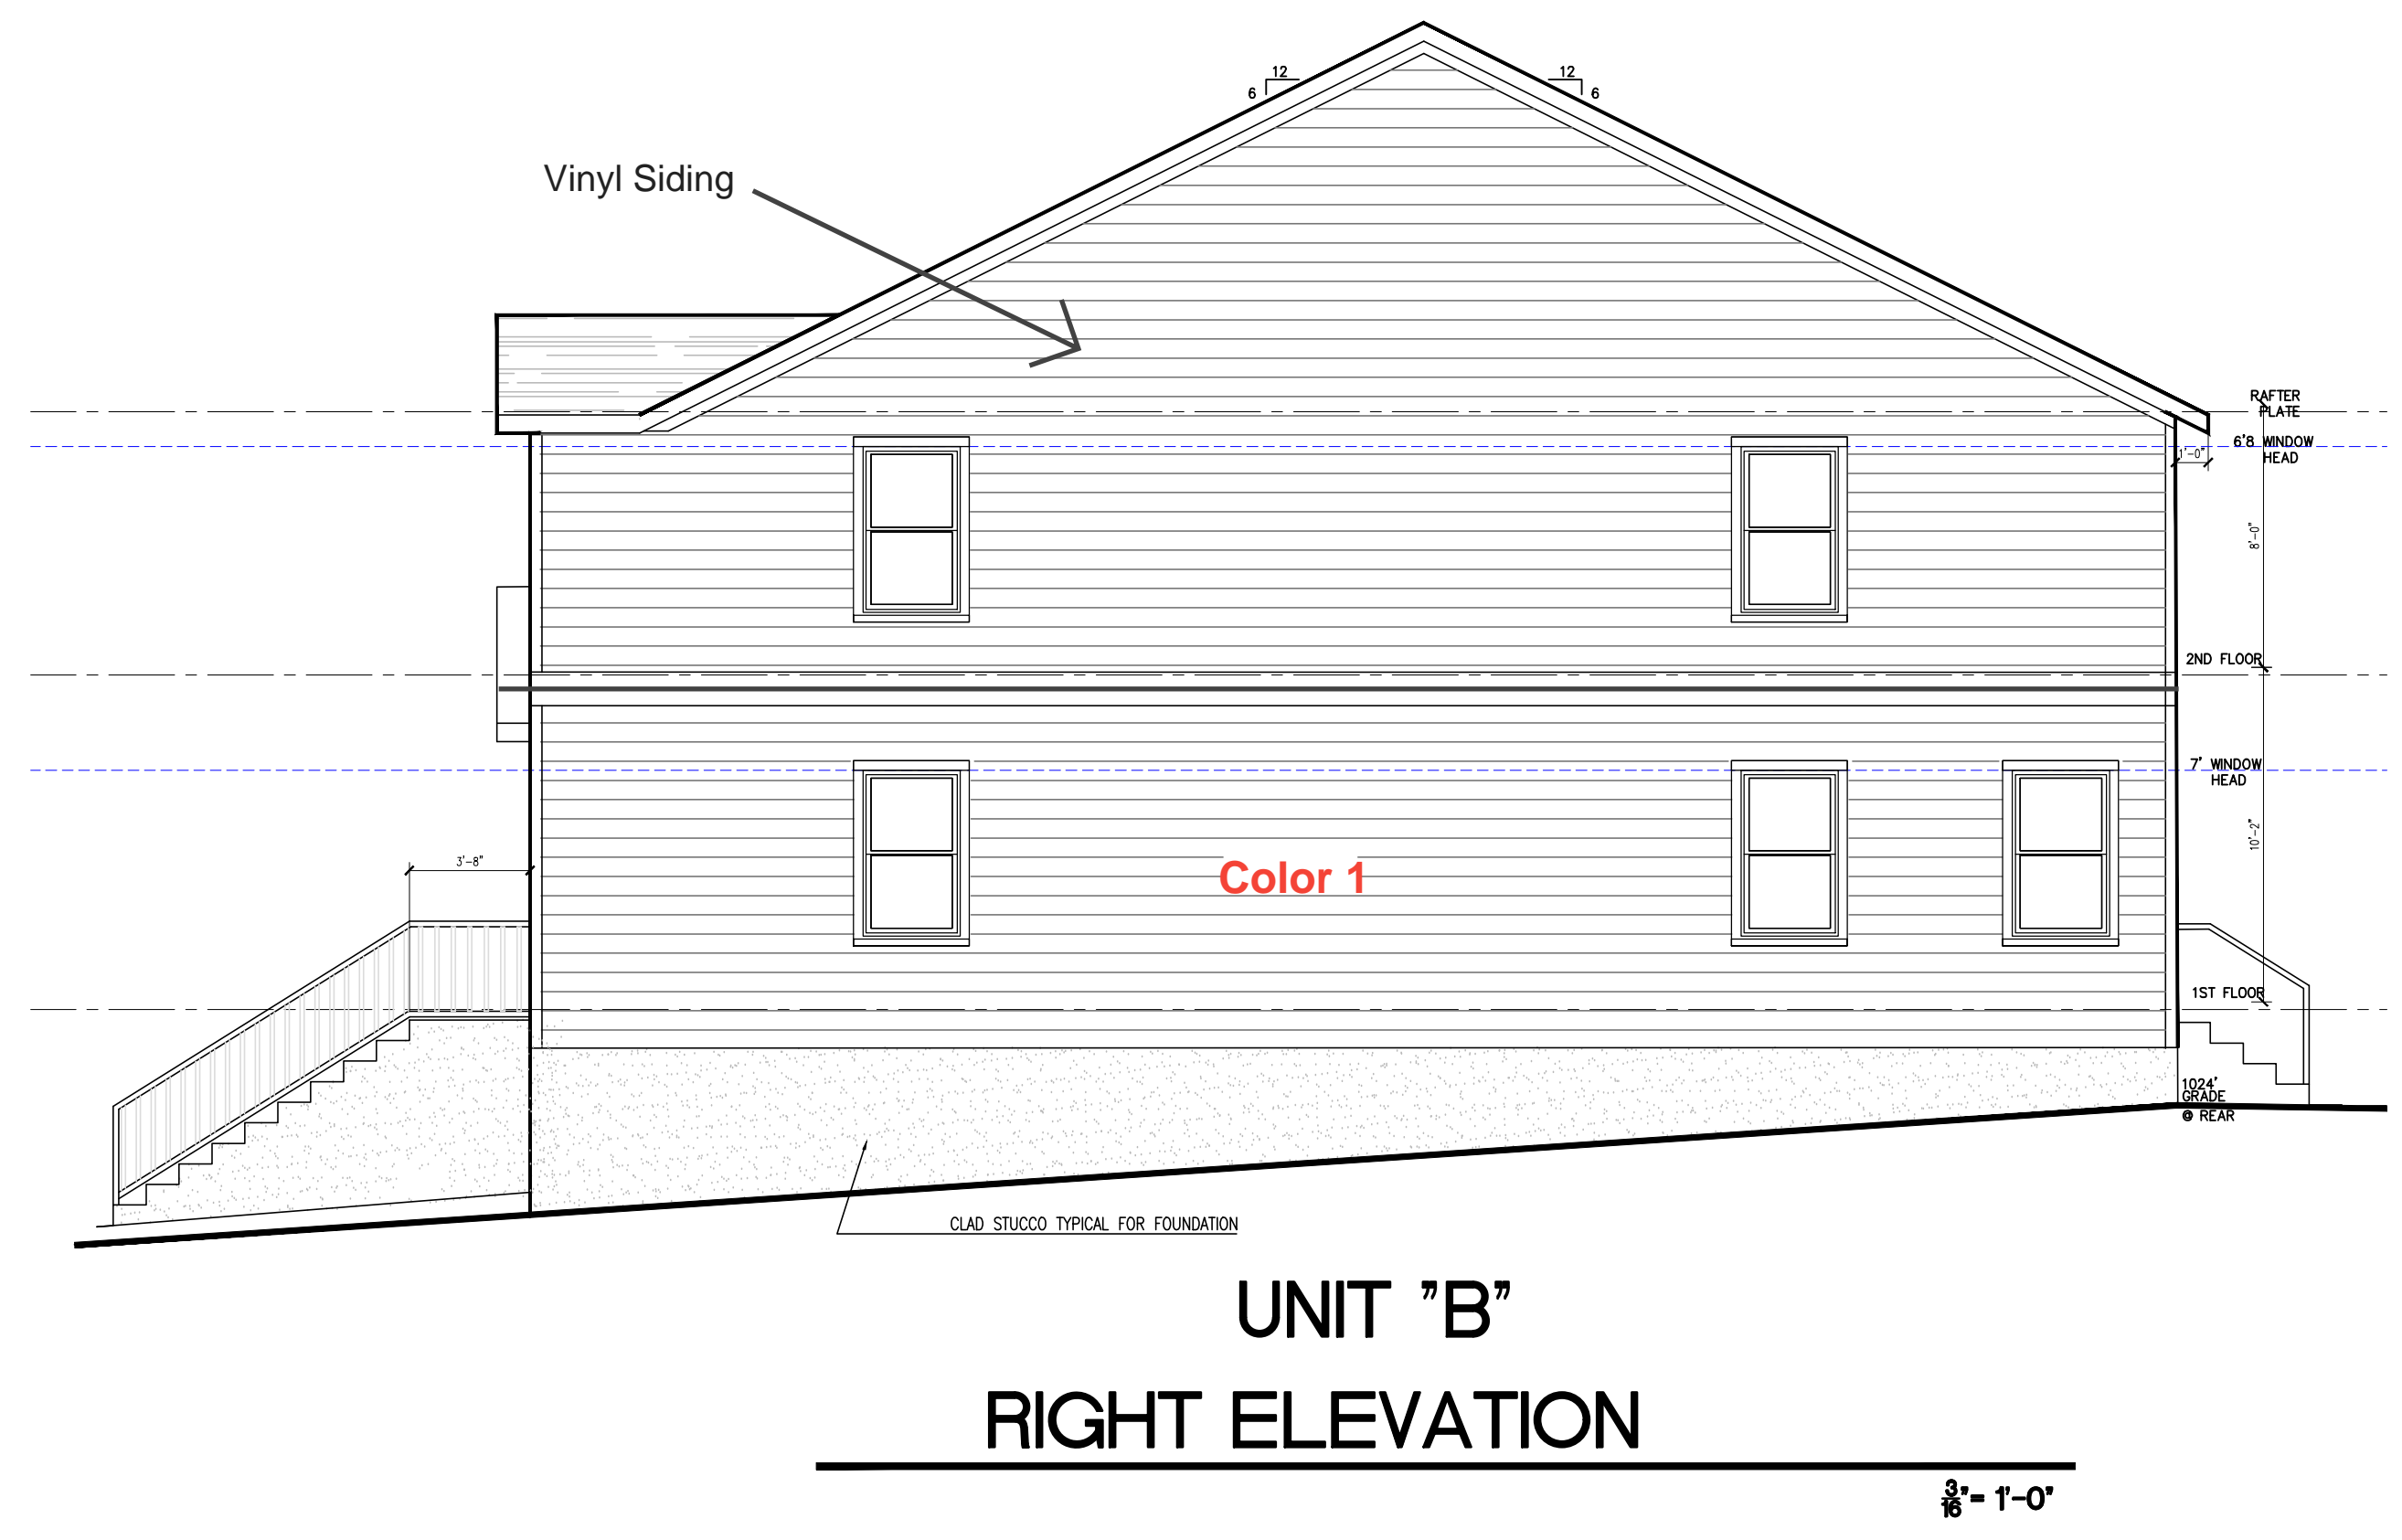 12
6
12
6
Vinyl Siding
RAFTER
PLATE
6'8 WINDOW
HEAD
1'-0"
8'-0"
2ND FLOOR
7' WINDOW
HEAD
10'-2"
3'-8"
Color 1
1ST FLOOR
1024'
GRADE
@ REAR
CLAD STUCCO TYPICAL FOR FOUNDATION
UNIT "B"
RIGHT ELEVATION
3/16"= 1'-0"